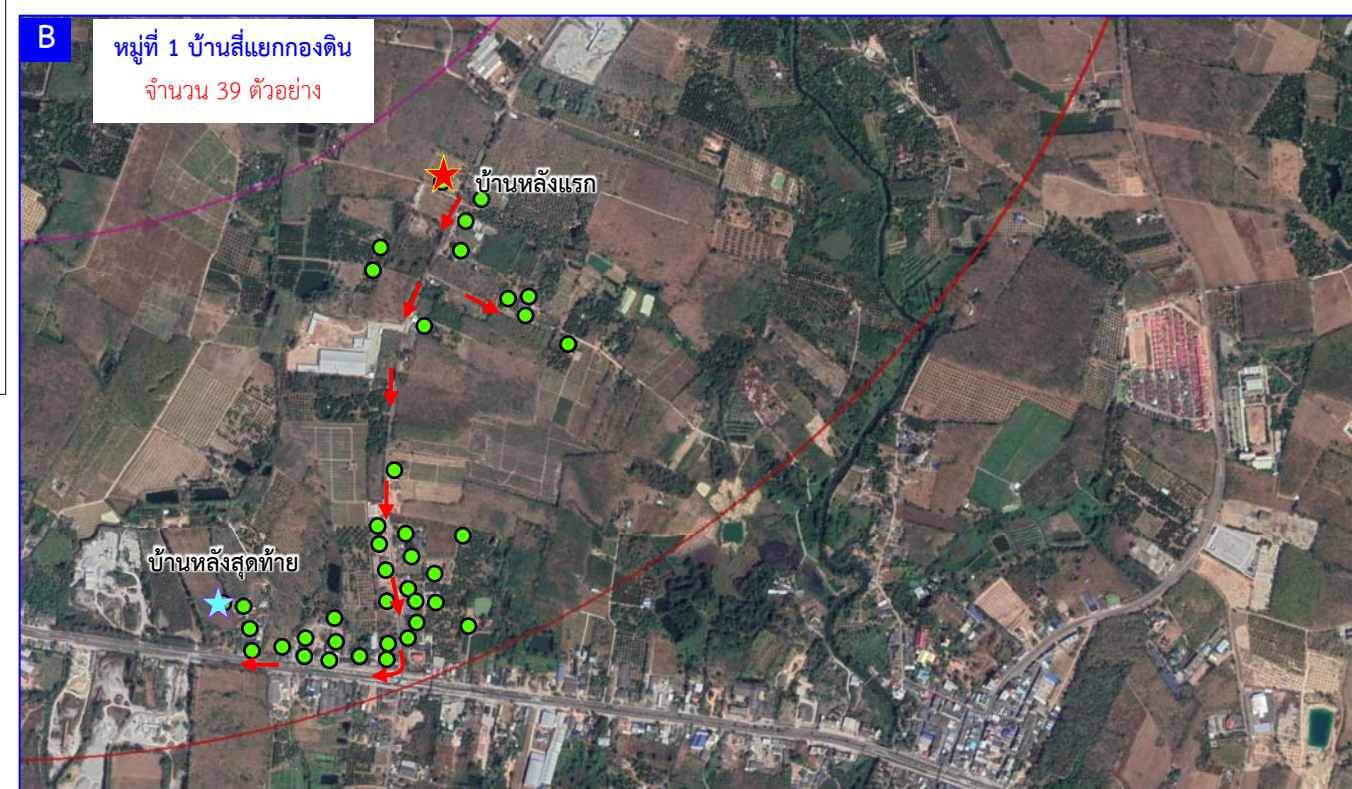 B
หมู่ที่ 1 บ้านสี่แยกกองดิน
จำนวน 39 ตัวอย่าง
บ้านหลังแรก
บ้านหลังสุดท้าย